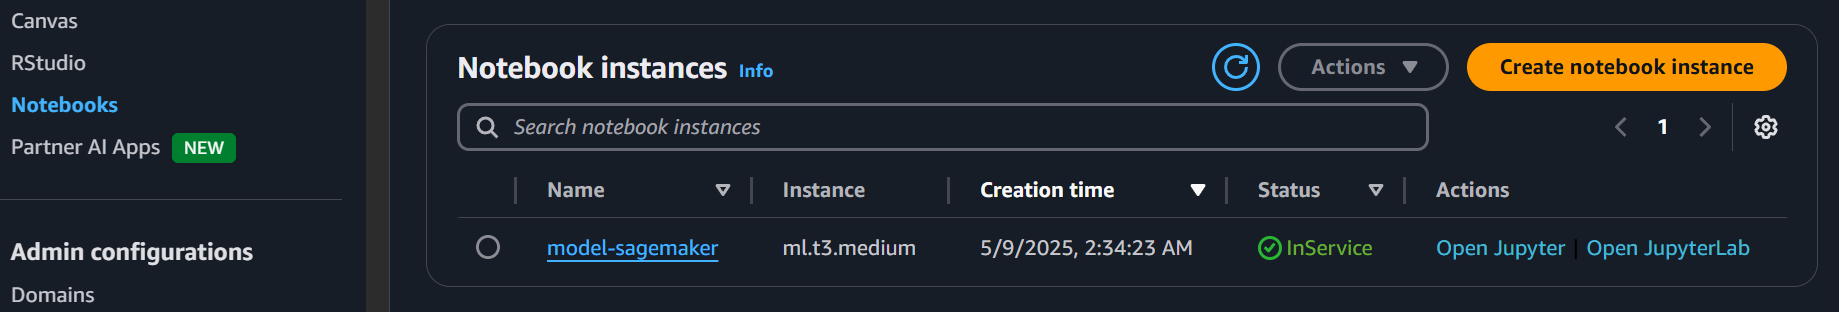 Canvas
RStudio
Notebooks
Partner AI Apps NEW
Admin configurations
Domains
Notebook instances Info
Actions
Create notebook instance
Search notebook instances
1
Name Instance Creation time Status Actions
model-sagemaker ml.t3.medium 5/9/2025, 2:34:23 AM InService Open Jupyter | Open JupyterLab